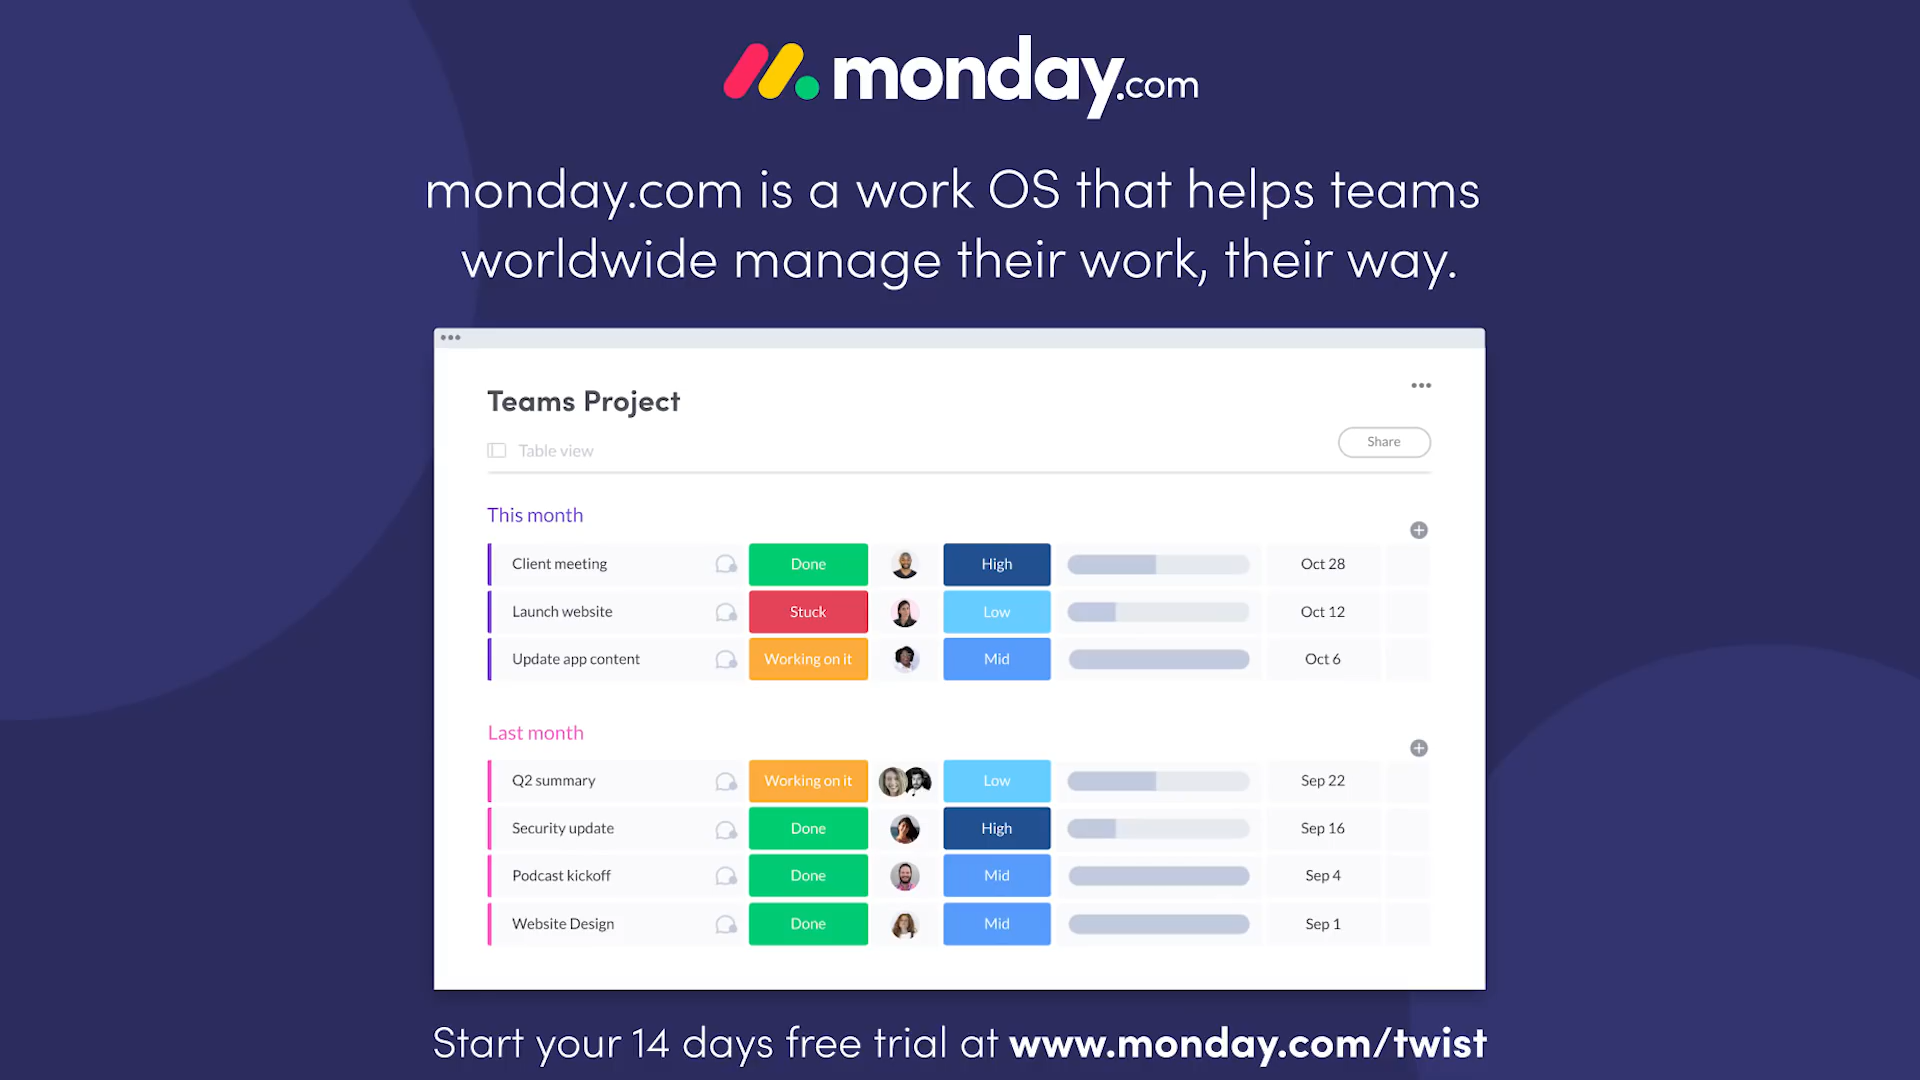 monday.com
monday.com is a work OS that helps teams
worldwide manage their work, their way.
Teams Project
Table view
Share
This month
Client meeting Done High Oct 28
Launch website Stuck Low Oct 12
Update app content Working on it Mid Oct 6
Last month
Q2 summary Working on it Low Sep 22
Security update Done High Sep 16
Podcast kickoff Done Mid Sep 4
Website Design Done Mid Sep 1
Start your 14 days free trial at www.monday.com/twist